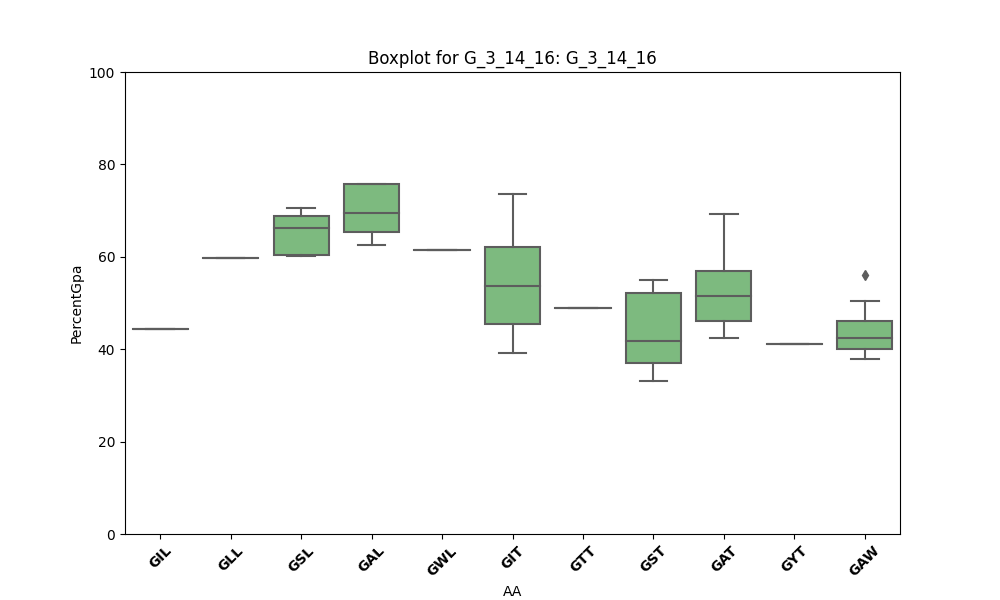 Boxplot for G_3_14_16: G_3_14_16
100
80
60
40
20
0
PercentGpa
GIL GLL GSL GAL GWL GIT GTT GST GAT GYT GAW
AA